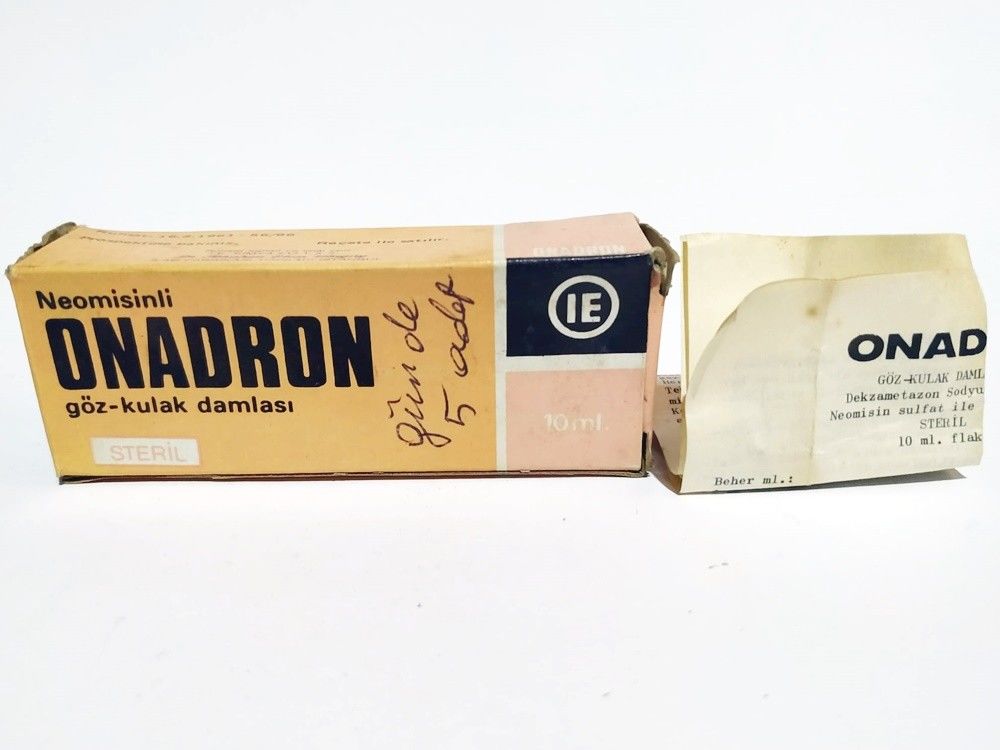 Reçete ile satılır.
ONADRON
Neomisinli
ONADRON
göz-kulak damlası
STERİL
günde
5 adet
IE
10 ml.
ONAD
GÖZ-KULAK DAML
Dekzametazon Sodyu
Neomisin sulfat ile
STERİL
10 ml. flak
Beher ml.: